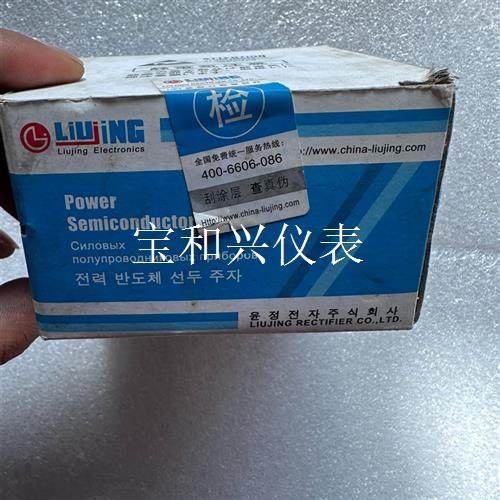 LIUJING
LIUJING
Liujing Electronics
检
全国免费统一服务热线:
400-6606-086
刮涂层 查真伪
Http://www.china-liujing.com
://www.china-liujing.com
Power
Semiconductor
Силовых
полупроводниковых приборов
전력 반도체 선두 주자
宝和兴仪表
윤정전자주식회사
LIUJING RECTIFIER CO.,LTD.